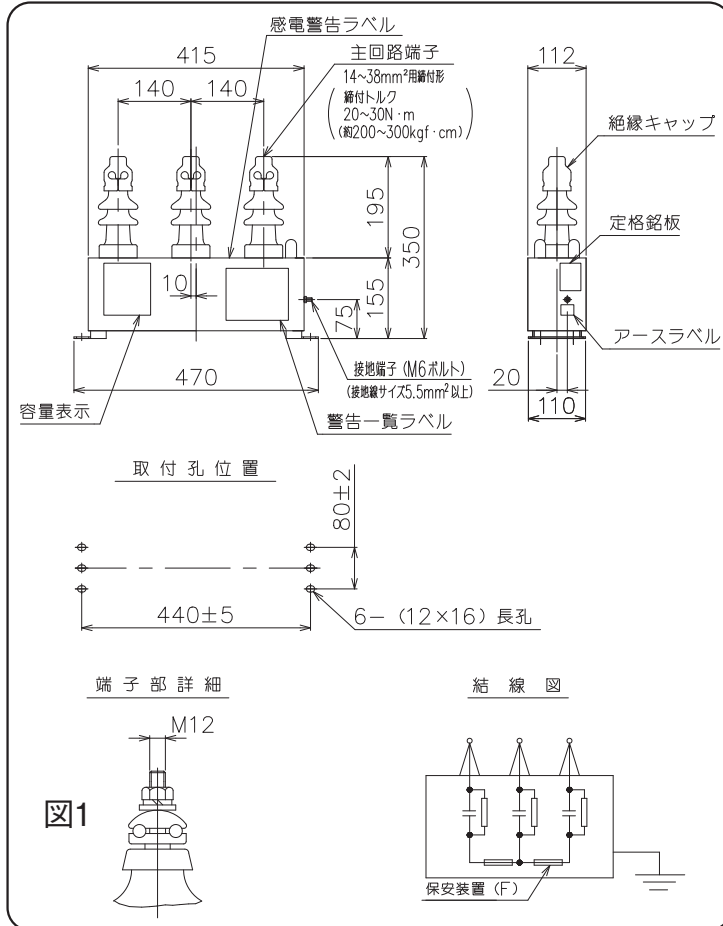 感電警告ラベル
415
主回路端子
112
140
140
14~38mm²用締付形
締付トルク
20~30N・m
(約200~300kgf・cm)
絶縁キャップ
195
350
定格銘板
10
155
75
アースラベル
接地端子 (M6ボルト)
(接地線サイズ5.5mm²以上)
470
20
110
容量表示
警告一覧ラベル
取付孔位置
80±2
440±5
6− (12×16) 長孔
端子部詳細
結線図
M12
図1
保安装置 (F)